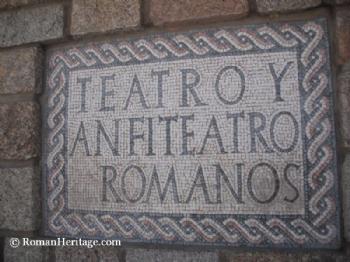 TEATRO Y
ANFITEATRO
ROMANOS
© RomanHeritage.com